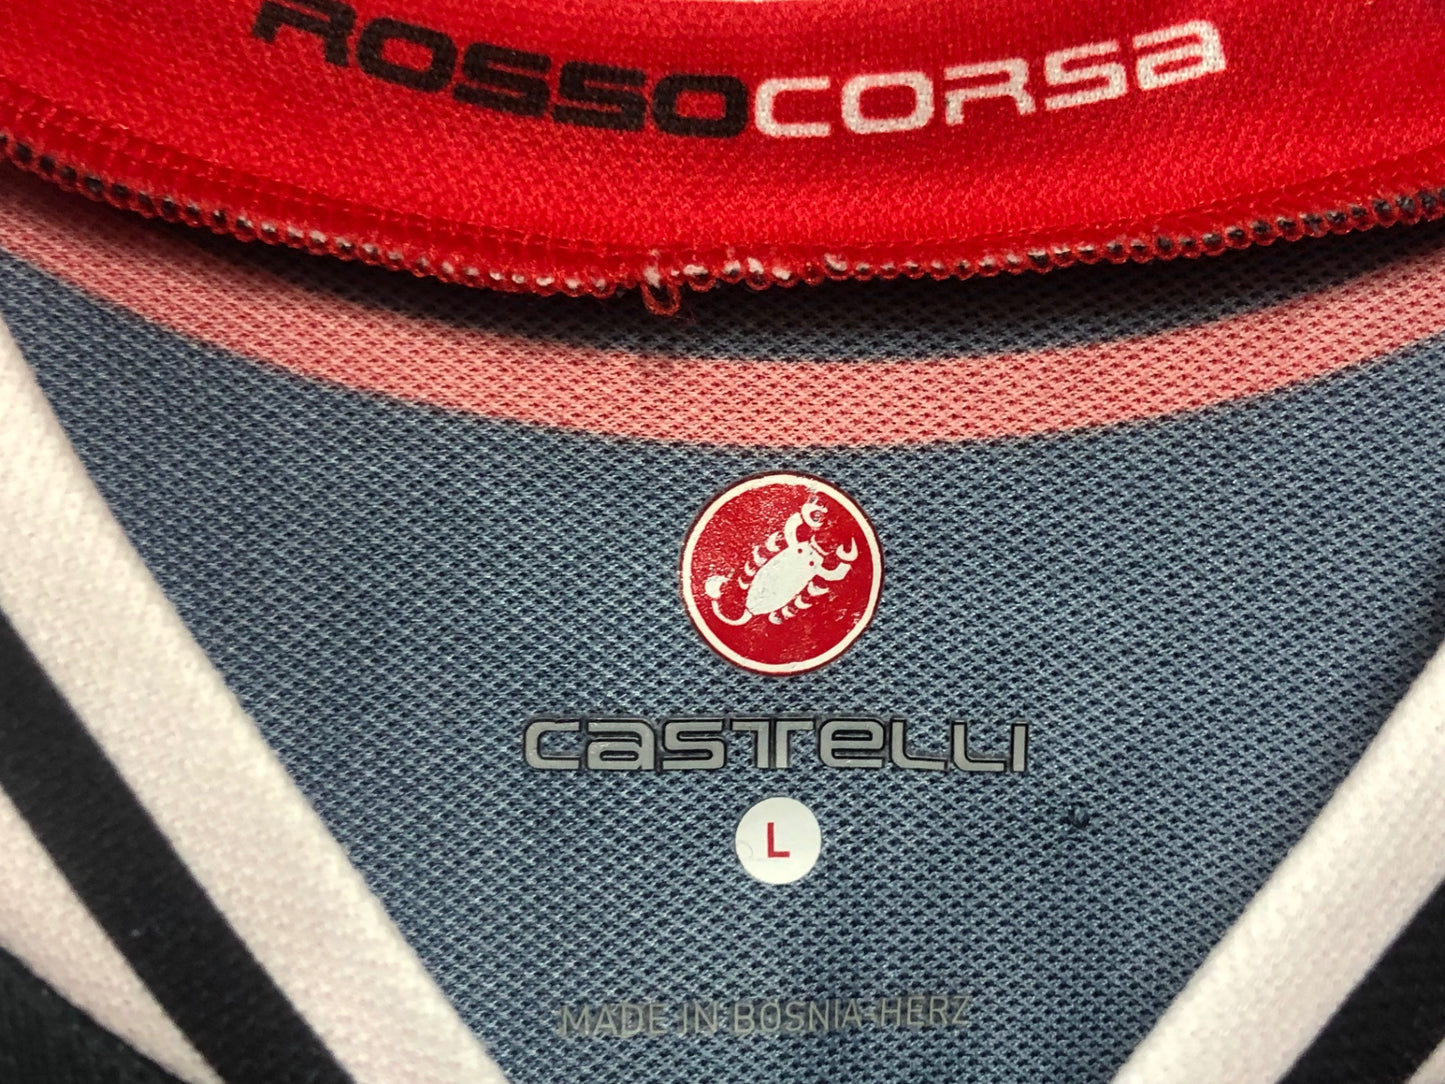 ROSSOCORSA
CASTELLI
L
MADE IN BOSNIA-HERZ